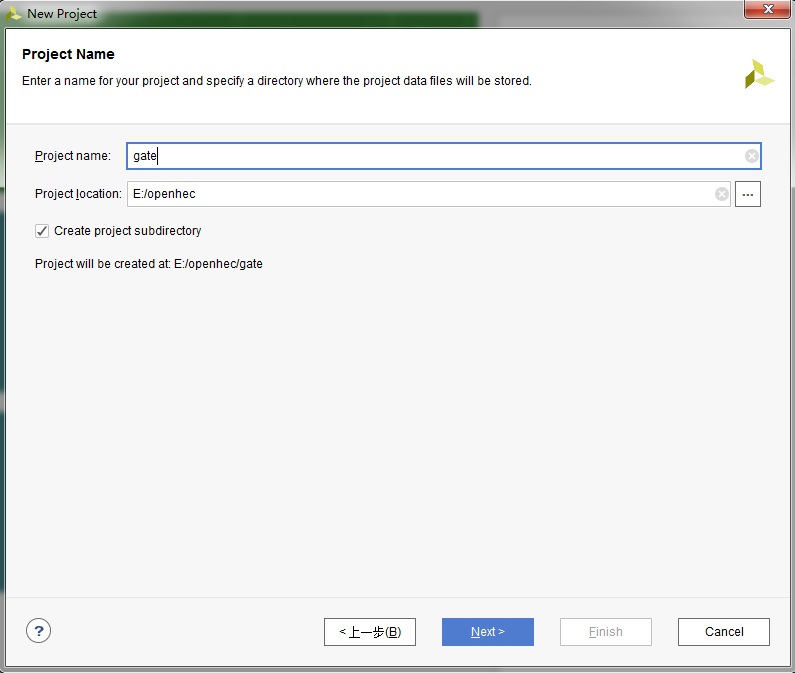 New Project
Project Name
Enter a name for your project and specify a directory where the project data files will be stored.
Project name: gate
Project location: E:/openhec ...
Create project subdirectory
Project will be created at: E:/openhec/gate
? < 上一步(B) Next > Finish Cancel